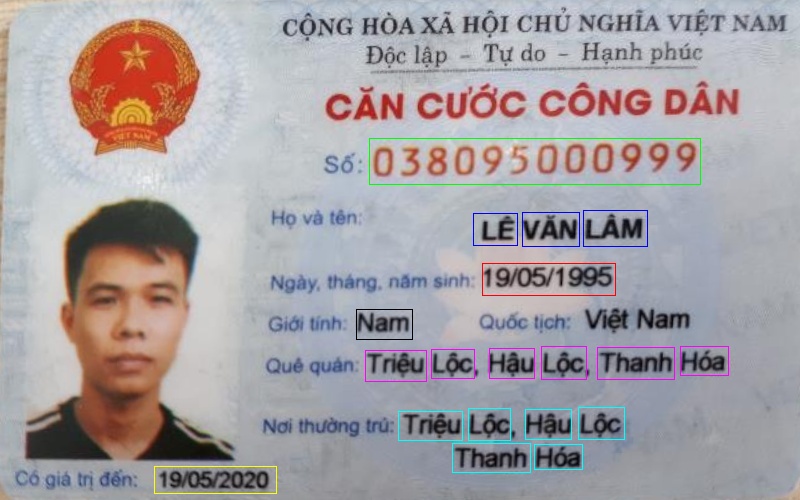 CỘNG HÒA XÃ HỘI CHỦ NGHĨA VIỆT NAM
Độc lập - Tự do - Hạnh phúc
CĂN CƯỚC CÔNG DÂN
Số: 038095000999
Họ và tên: LÊ VĂN LÂM
Ngày, tháng, năm sinh: 19/05/1995
Giới tính: Nam Quốc tịch: Việt Nam
Quê quán: Triệu Lộc, Hậu Lộc, Thanh Hóa
Nơi thường trú: Triệu Lộc, Hậu Lộc
Thanh Hóa
Có giá trị đến: 19/05/2020